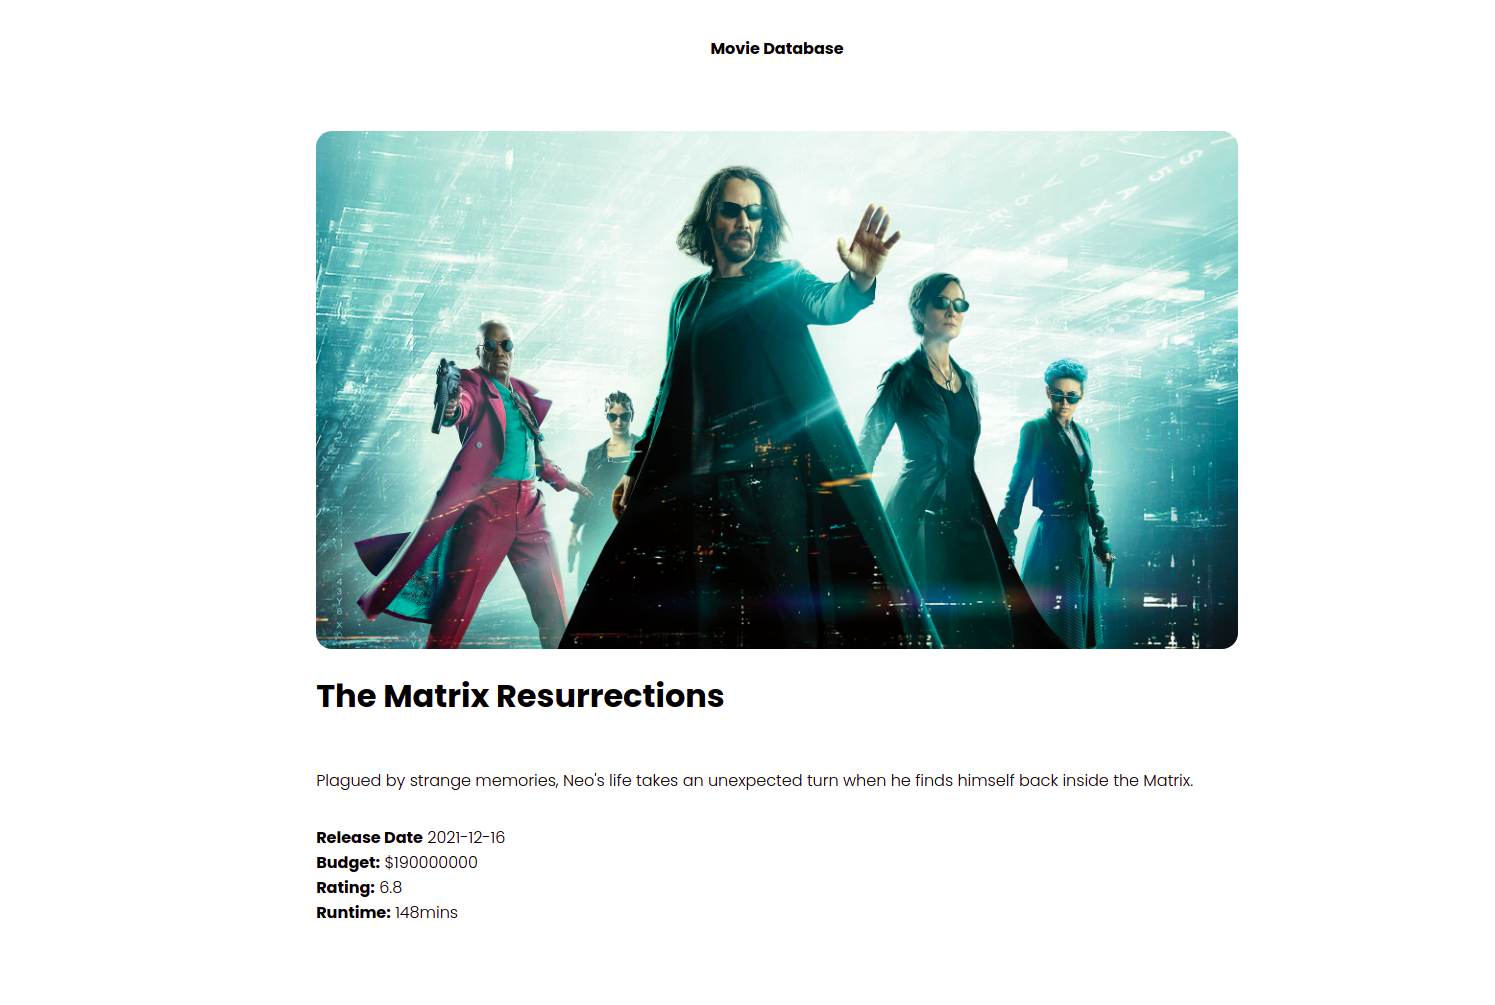 Movie Database
The Matrix Resurrections
Plagued by strange memories, Neo's life takes an unexpected turn when he finds himself back inside the Matrix.
Release Date 2021-12-16
Budget: $190000000
Rating: 6.8
Runtime: 148mins